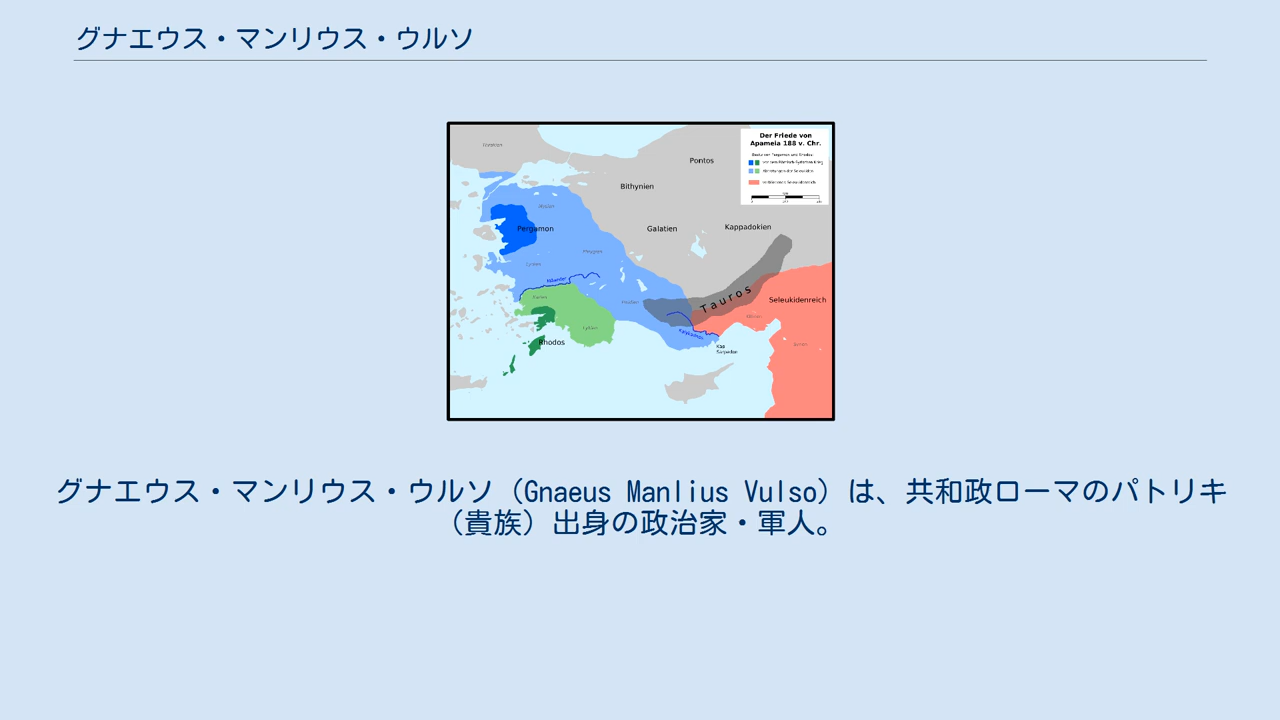 グナエウス・マンリウス・ウルソ
Der Friede von
Apameia 188 v. Chr.
Pontos
Bithynien
Galatien
Kappadokien
Pergamon
Tauros
Seleukidenreich
Rhodos
Kap
Sarpedon
グナエウス・マンリウス・ウルソ（Gnaeus Manlius Vulso）は、共和政ローマのパトリキ
（貴族）出身の政治家・軍人。